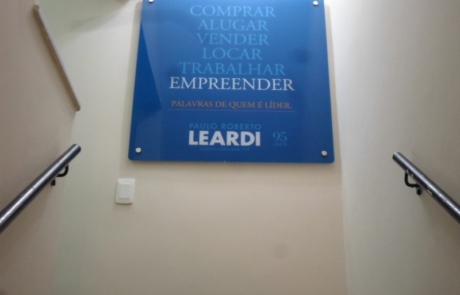 COMPRAR
ALUGAR
VENDER
LOCAR
TRABALHAR
EMPREENDER
PALAVRAS DE QUEM É LÍDER.
PAULO ROBERTO
LEARDI
95